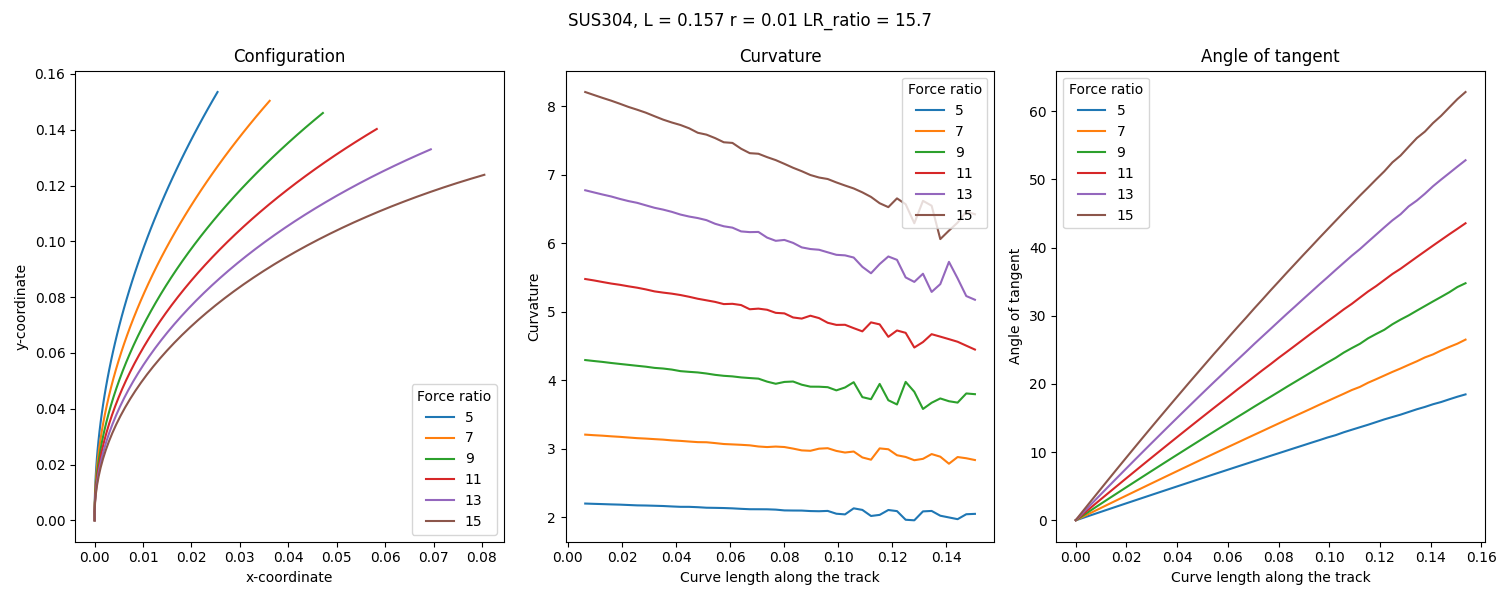 SUS304, L = 0.157 r = 0.01 LR_ratio = 15.7
Configuration
y-coordinate
0.16
0.14
0.12
0.10
0.08
0.06
0.04
0.02
0.00
Force ratio
5
7
9
11
13
15
0.00 0.01 0.02 0.03 0.04 0.05 0.06 0.07 0.08
x-coordinate
Curvature
Curvature
8
7
6
5
4
3
2
Force ratio
5
7
9
11
13
15
0.00 0.02 0.04 0.06 0.08 0.10 0.12 0.14
Curve length along the track
Angle of tangent
Angle of tangent
60
50
40
30
20
10
0
Force ratio
5
7
9
11
13
15
0.00 0.02 0.04 0.06 0.08 0.10 0.12 0.14 0.16
Curve length along the track